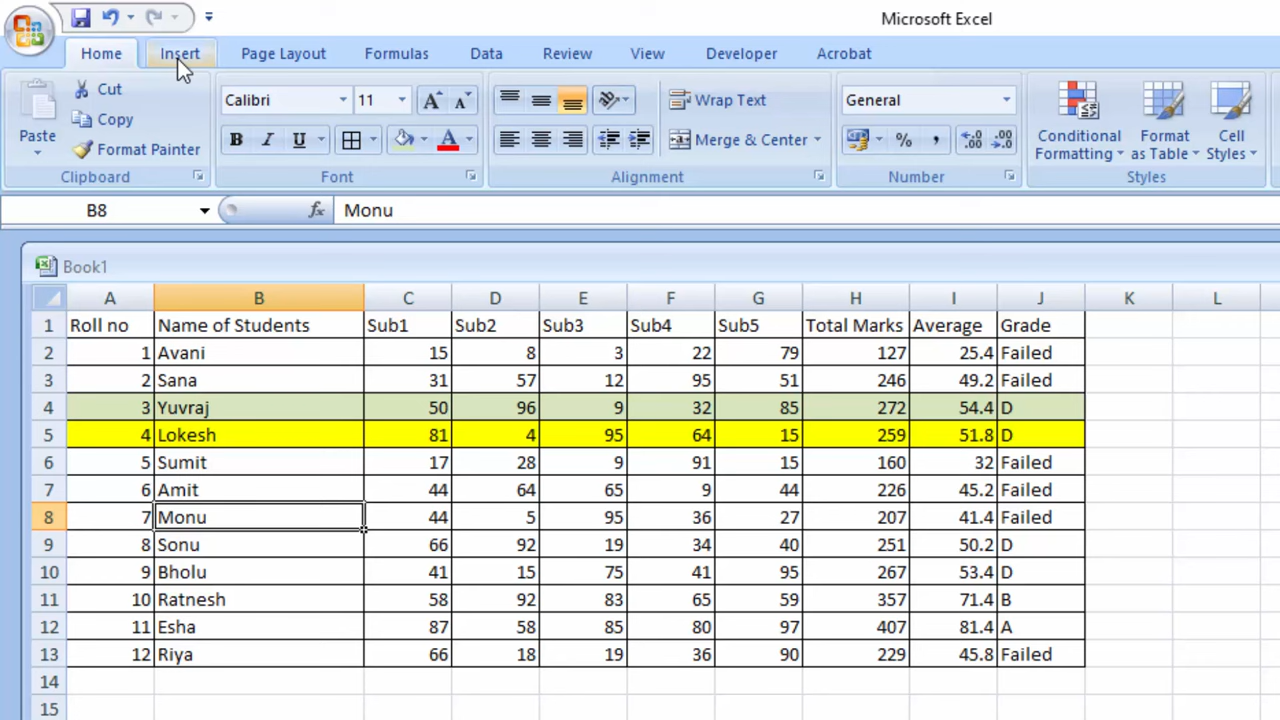 Microsoft Excel
Home Insert Page Layout Formulas Data Review View Developer Acrobat
Paste
Cut
Copy
Format Painter
Clipboard
Calibri 11
B I U A
Font
Wrap Text
Merge & Center
Alignment
General
% ,
Number
Conditional Formatting
Format as Table
Cell Styles
Styles
B8 fx Monu
Book1
A B C D E F G H I J K L
1 Roll no Name of Students Sub1 Sub2 Sub3 Sub4 Sub5 Total Marks Average Grade
2 1 Avani 15 8 3 22 79 127 25.4 Failed
3 2 Sana 31 57 12 95 51 246 49.2 Failed
4 3 Yuvraj 50 96 9 32 85 272 54.4 D
5 4 Lokesh 81 4 95 64 15 259 51.8 D
6 5 Sumit 17 28 9 91 15 160 32 Failed
7 6 Amit 44 64 65 9 44 226 45.2 Failed
8 7 Monu 44 5 95 36 27 207 41.4 Failed
9 8 Sonu 66 92 19 34 40 251 50.2 D
10 9 Bholu 41 15 75 41 95 267 53.4 D
11 10 Ratnesh 58 92 83 65 59 357 71.4 B
12 11 Esha 87 58 85 80 97 407 81.4 A
13 12 Riya 66 18 19 36 90 229 45.8 Failed
14
15